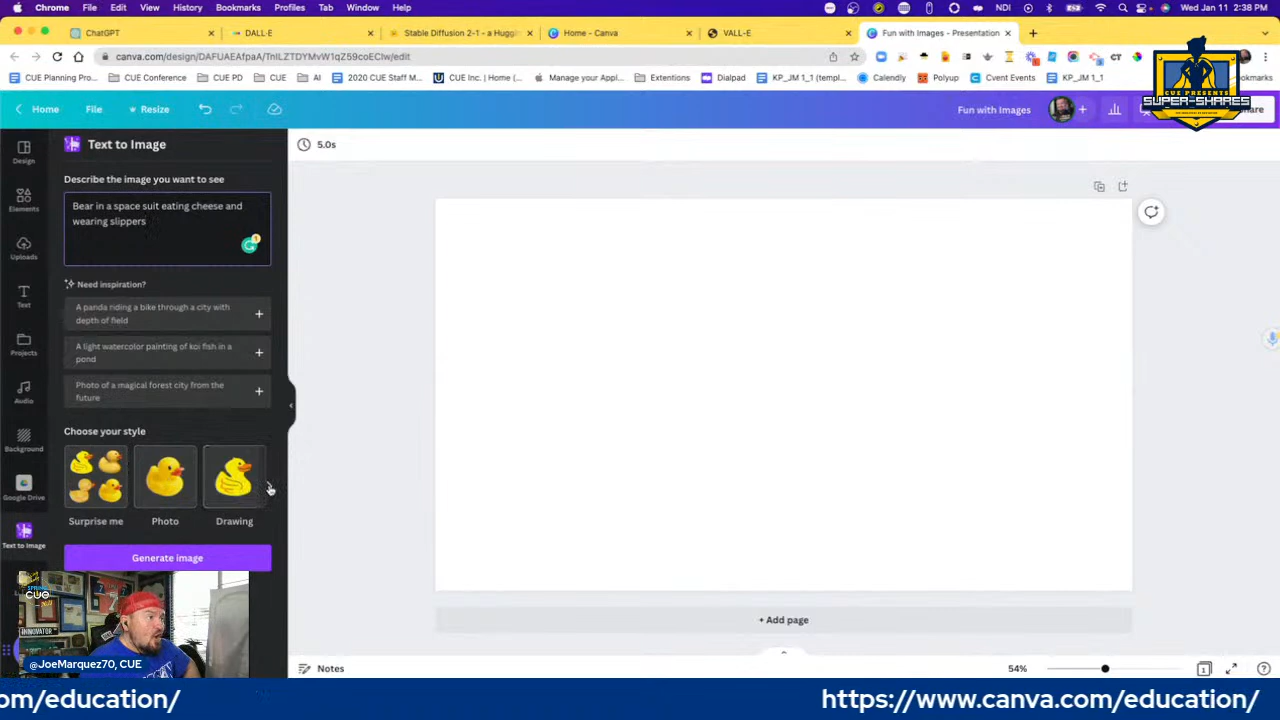 Chrome File Edit View History Bookmarks Profiles Tab Window Help
NDI
Wed Jan 11 2:38 PM
ChatGPT
DALL·E
Stable Diffusion 2-1 - a Huggi
Home - Canva
VALL-E
Fun with Images - Presentation
canva.com/design/DAFUAEAfpaA/TnILZTDYMvW1qZ59coECIw/edit
CUE Planning Pro...
CUE Conference
CUE PD
CUE
AI
2020 CUE Staff M...
CUE Inc. | Home (...
Manage your Appl...
Extentions
Dialpad
KP_JM 1_1 (templ...
Calendly
Polyup
Cvent Events
KP_JM 1_1
Bookmarks
CUE PRESENTS
SUPER-SHARES
Home
File
Resize
Fun with Images
Text to Image
5.0s
Design
Elements
Uploads
Text
Projects
Audio
Background
Google Drive
Text to Image
Describe the image you want to see
Bear in a space suit eating cheese and
wearing slippers
1
Need inspiration?
A panda riding a bike through a city with
depth of field
A light watercolor painting of koi fish in a
pond
Photo of a magical forest city from the
future
Choose your style
Surprise me
Photo
Drawing
Generate image
+ Add page
CUE
INNOVATOR
@JoeMarquez70, CUE
Notes
54%
1
om/education/
https://www.canva.com/education/